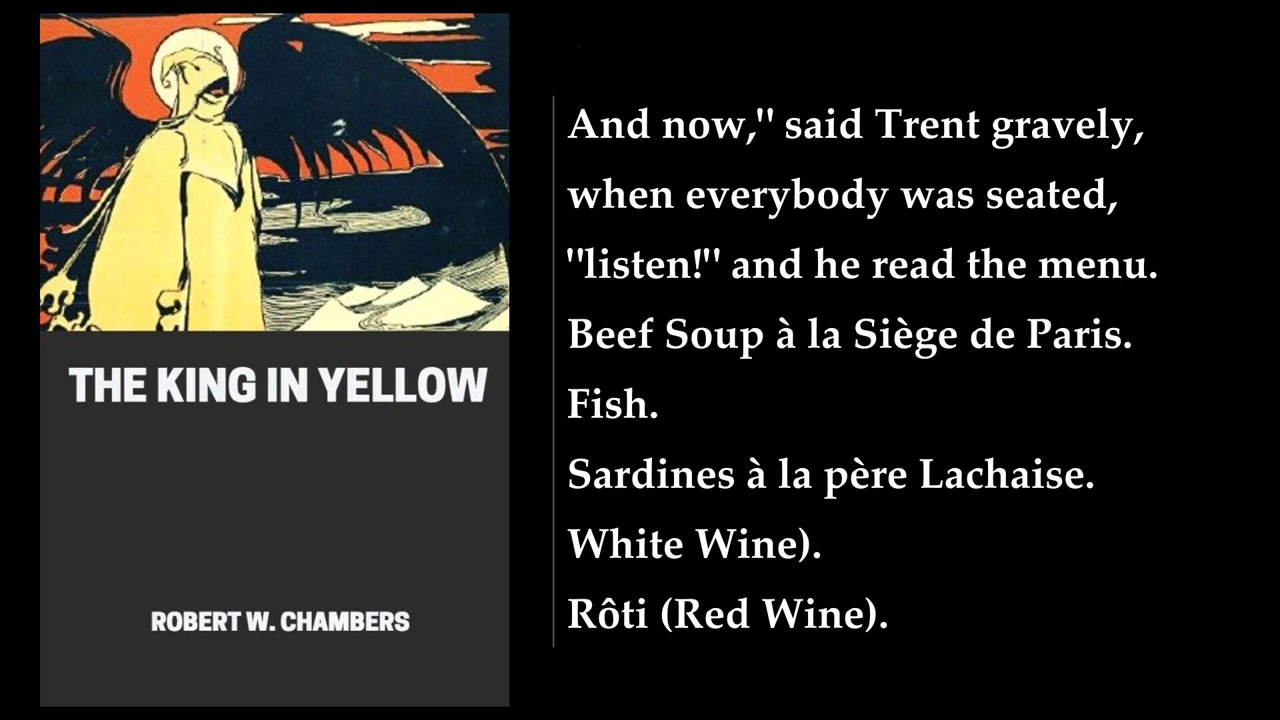 THE KING IN YELLOW
ROBERT W. CHAMBERS
And now," said Trent gravely,
when everybody was seated,
"listen!"' and he read the menu.
Beef Soup à la Siège de Paris.
Fish.
Sardines à la père Lachaise.
White Wine).
Rôti (Red Wine).